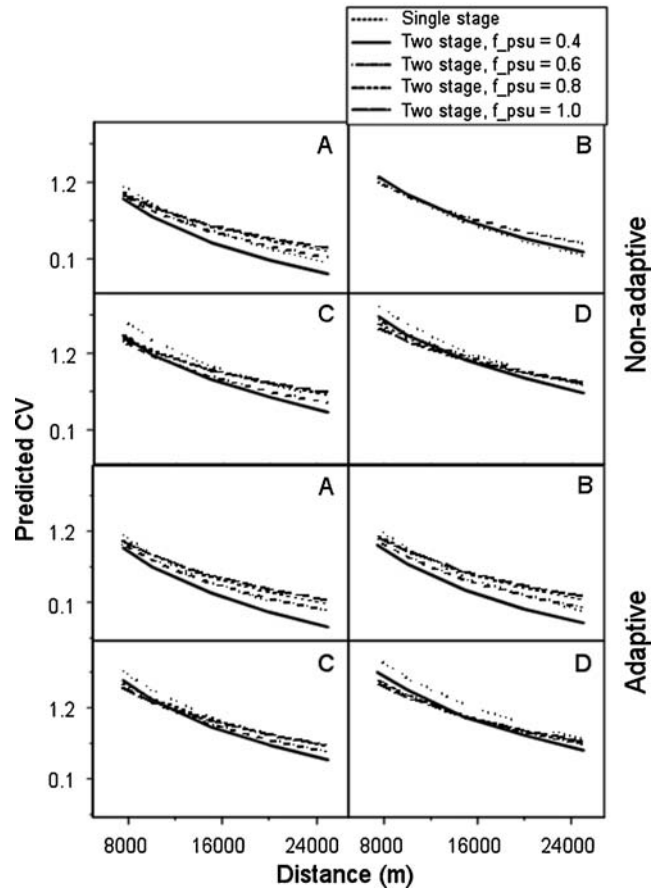 Single stage
Two stage, f_psu = 0.4
Two stage, f_psu = 0.6
Two stage, f_psu = 0.8
Two stage, f_psu = 1.0
A
B
1.2
0.1
C
D
1.2
0.1
Non-adaptive
Predicted CV
A
B
1.2
0.1
C
D
1.2
0.1
Adaptive
8000
16000
24000
8000
16000
24000
Distance (m)